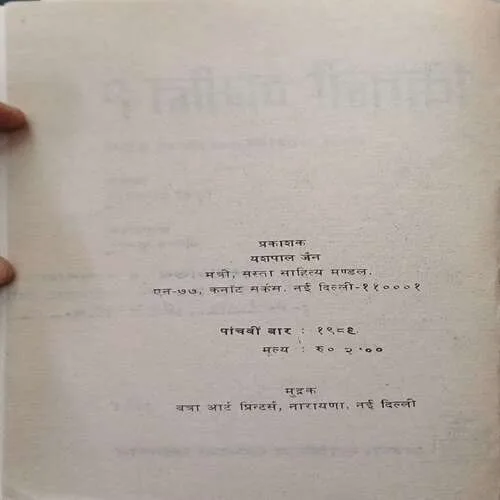 प्रकाशक
यशपाल जैन
मंत्री, सस्ता साहित्य मण्डल,
एन-७७, कनॉट सर्कस, नई दिल्ली-११०००१
पांचवीं बार : १९८९
मूल्य : रु० २'००
मुद्रक
बत्रा आर्ट प्रिन्टर्स, नारायणा, नई दिल्ली